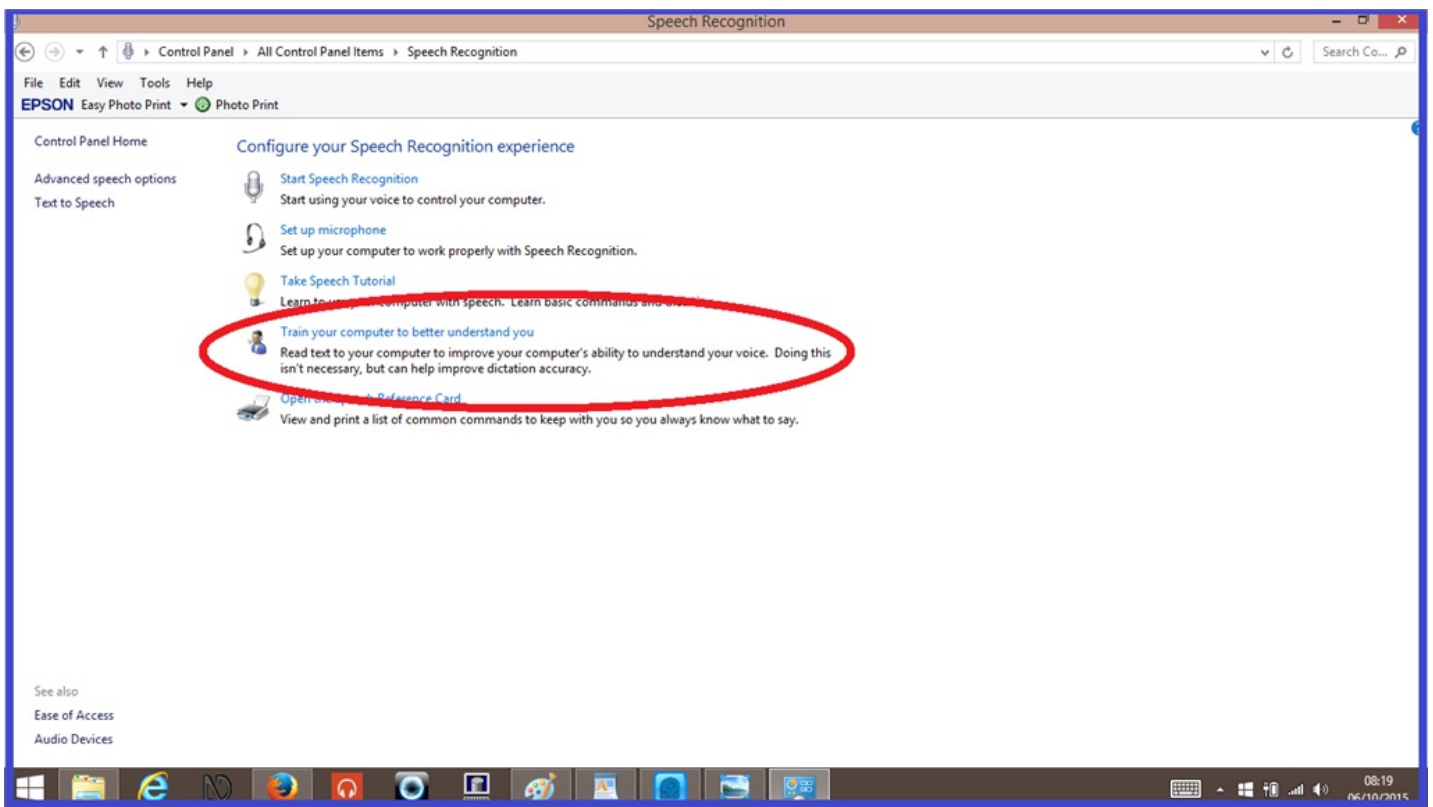 Speech Recognition
Control Panel All Control Panel Items Speech Recognition
Search Co...
File Edit View Tools Help
EPSON Easy Photo Print Photo Print
Control Panel Home
Advanced speech options
Text to Speech
Configure your Speech Recognition experience
Start Speech Recognition
Start using your voice to control your computer.
Set up microphone
Set up your computer to work properly with Speech Recognition.
Take Speech Tutorial
Learn to computer with speech. Learn basic commands and
Train your computer to better understand you
Read text to your computer to improve your computer's ability to understand your voice. Doing this
isn't necessary, but can help improve dictation accuracy.
Open the Reference Card
View and print a list of common commands to keep with you so you always know what to say.
See also
Ease of Access
Audio Devices
08:19
06/10/2015